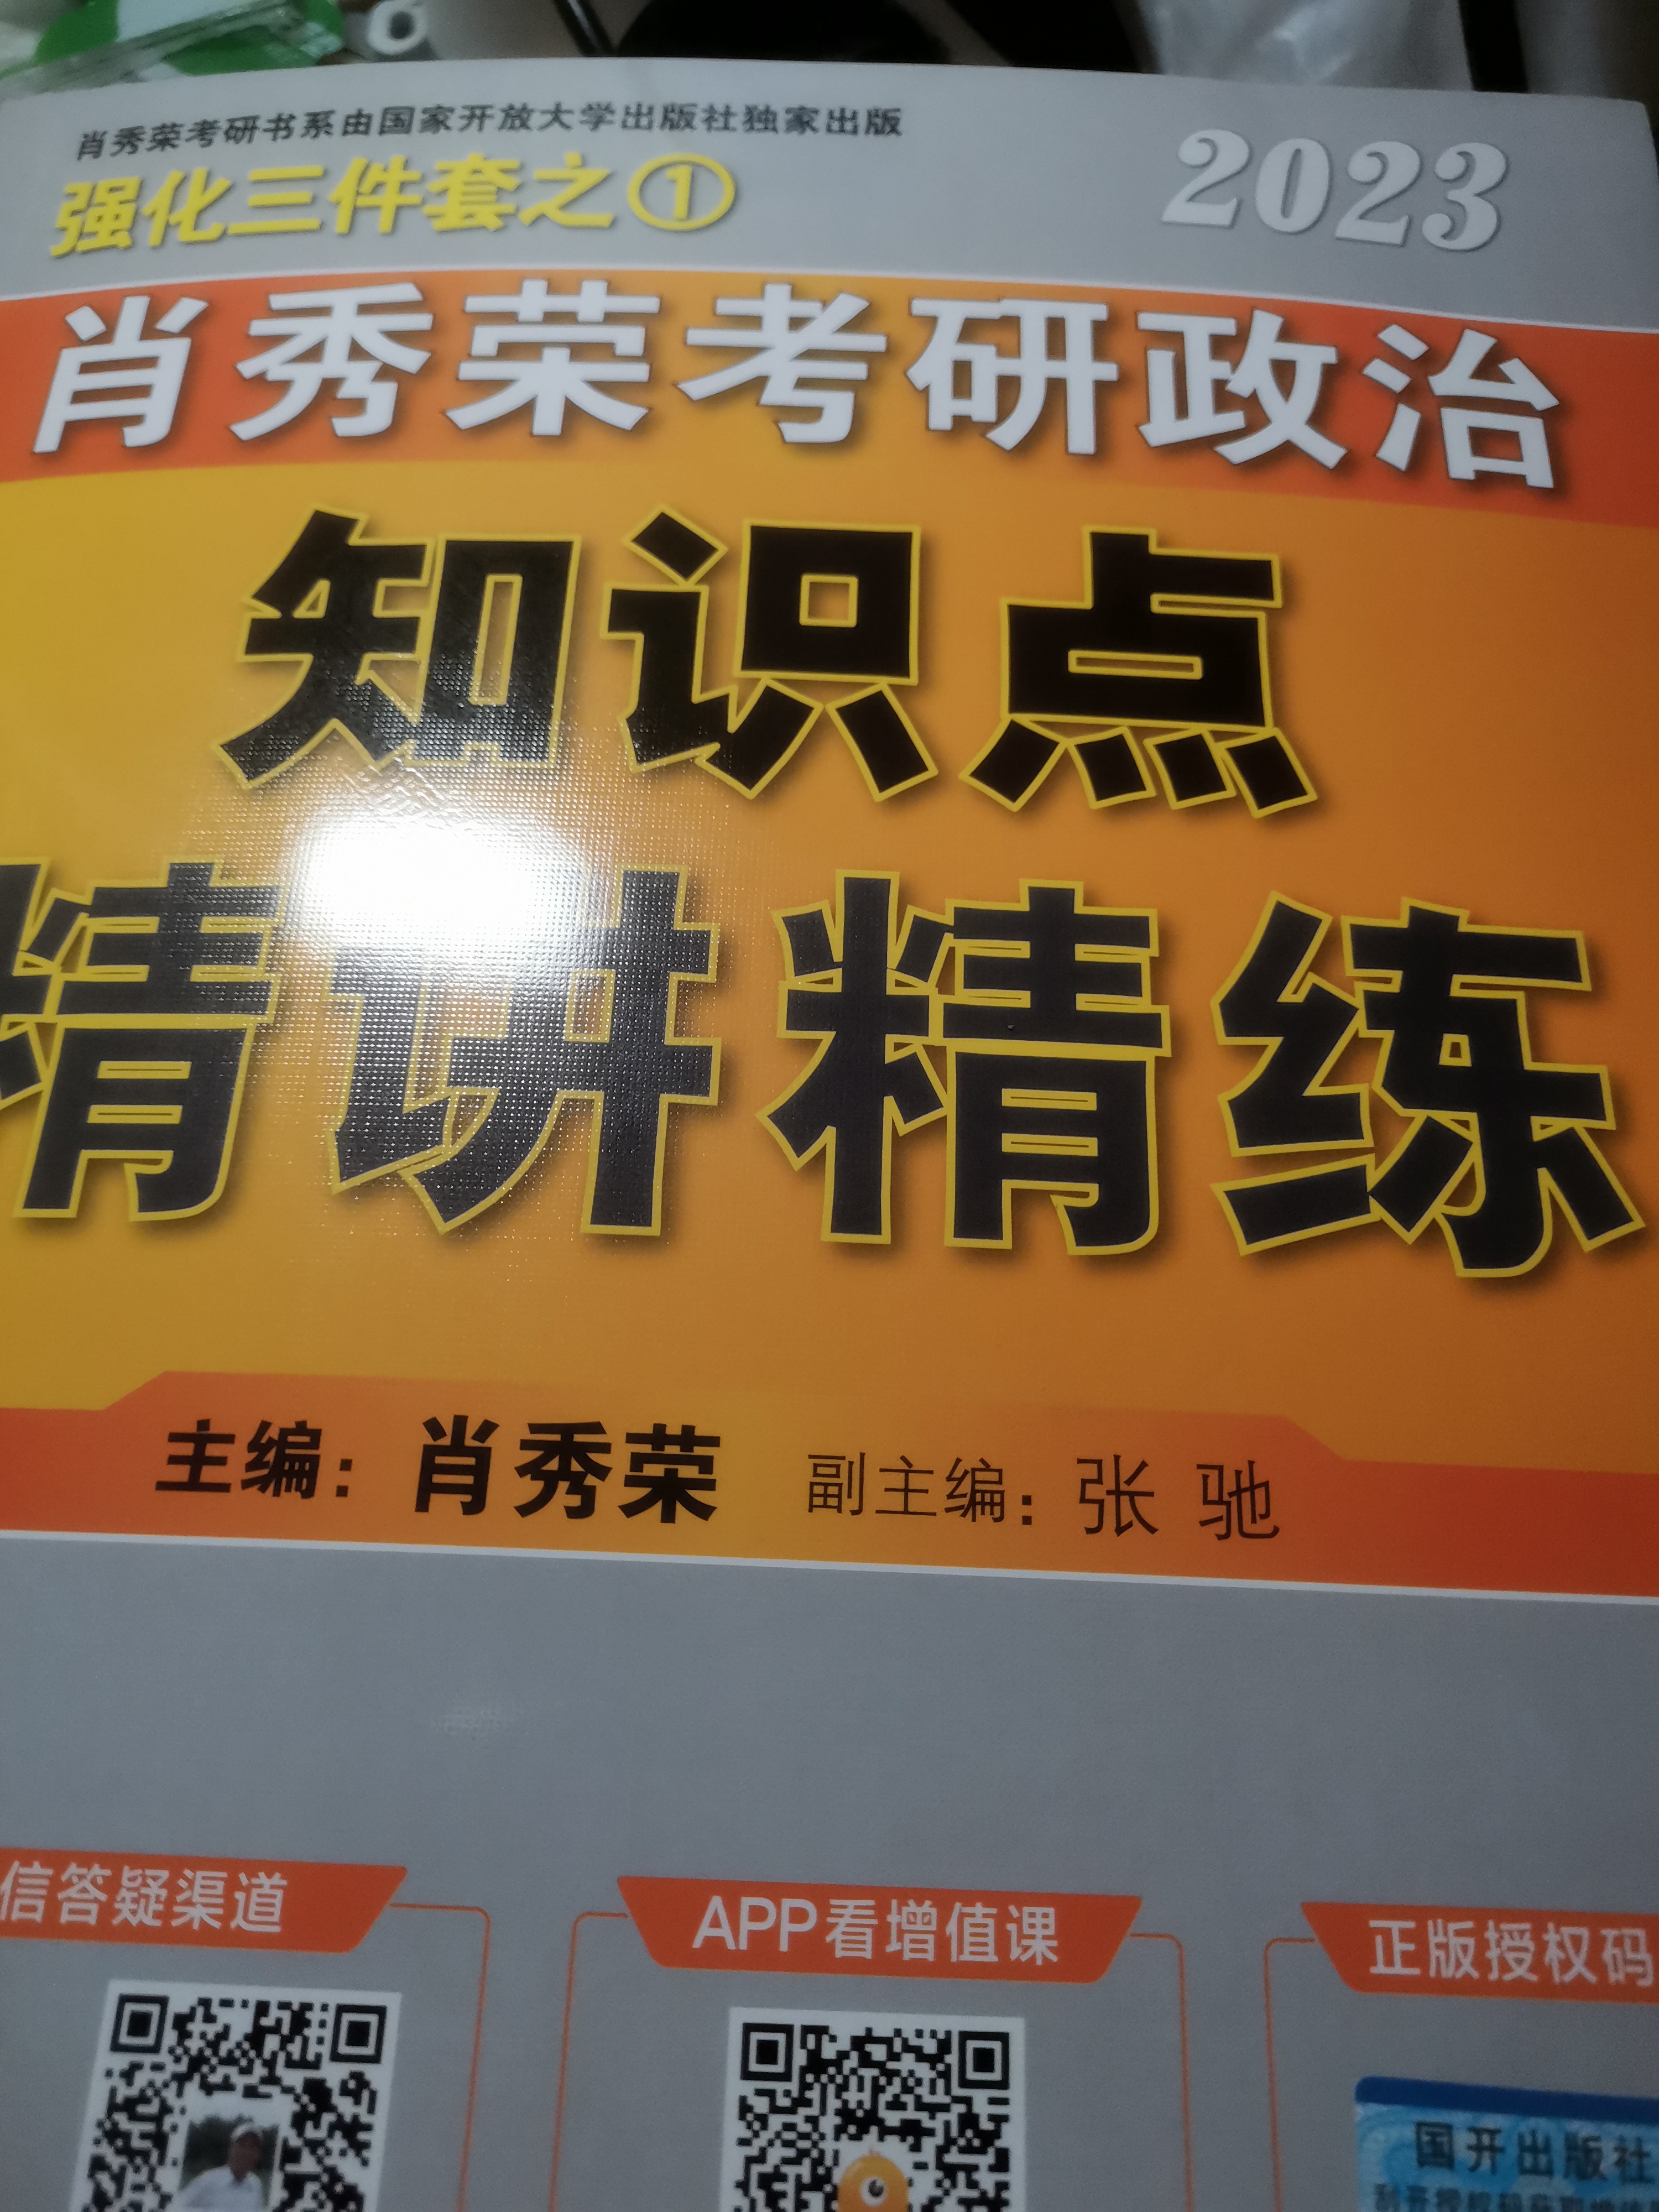 肖秀荣考研书系由国家开放大学出版社独家出版
强化三件套之①
2023
肖秀荣考研政治
知识点
精讲精练
主编：肖秀荣 副主编：张 驰
信答疑渠道
APP看增值课
正版授权码
国开出版社